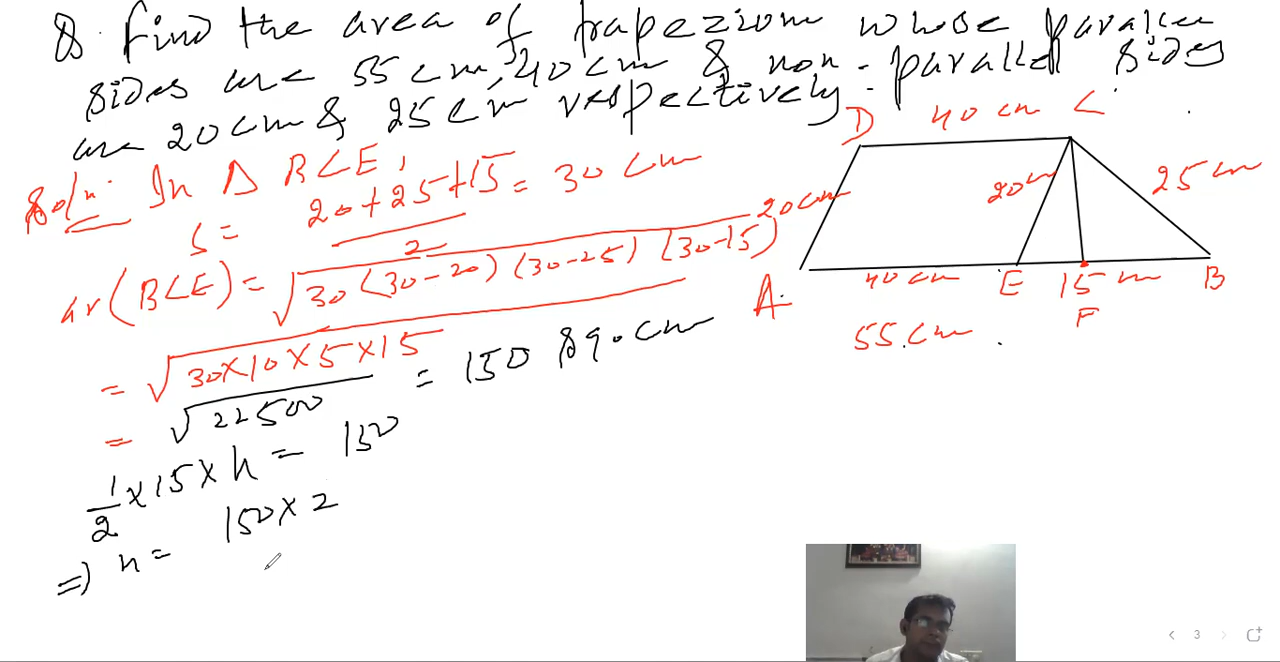 Q. Find the area of trapezium whose parallel
sides are 55 cm, 40 cm & non-parallel sides
are 20 cm & 25 cm respectively.
Soln: In Δ BCE,
S = 20+25+15 / 2 = 30 cm
ar(BCE) = √30(30-20)(30-25)(30-15)
= √30×10×5×15
= √22500 = 150 sq.cm
1/2 ×15×h = 150
=) h = 150×2
D 40 cm C
20 cm 20 cm 25 cm
A 40 cm E 15 cm B
F
55 cm
3